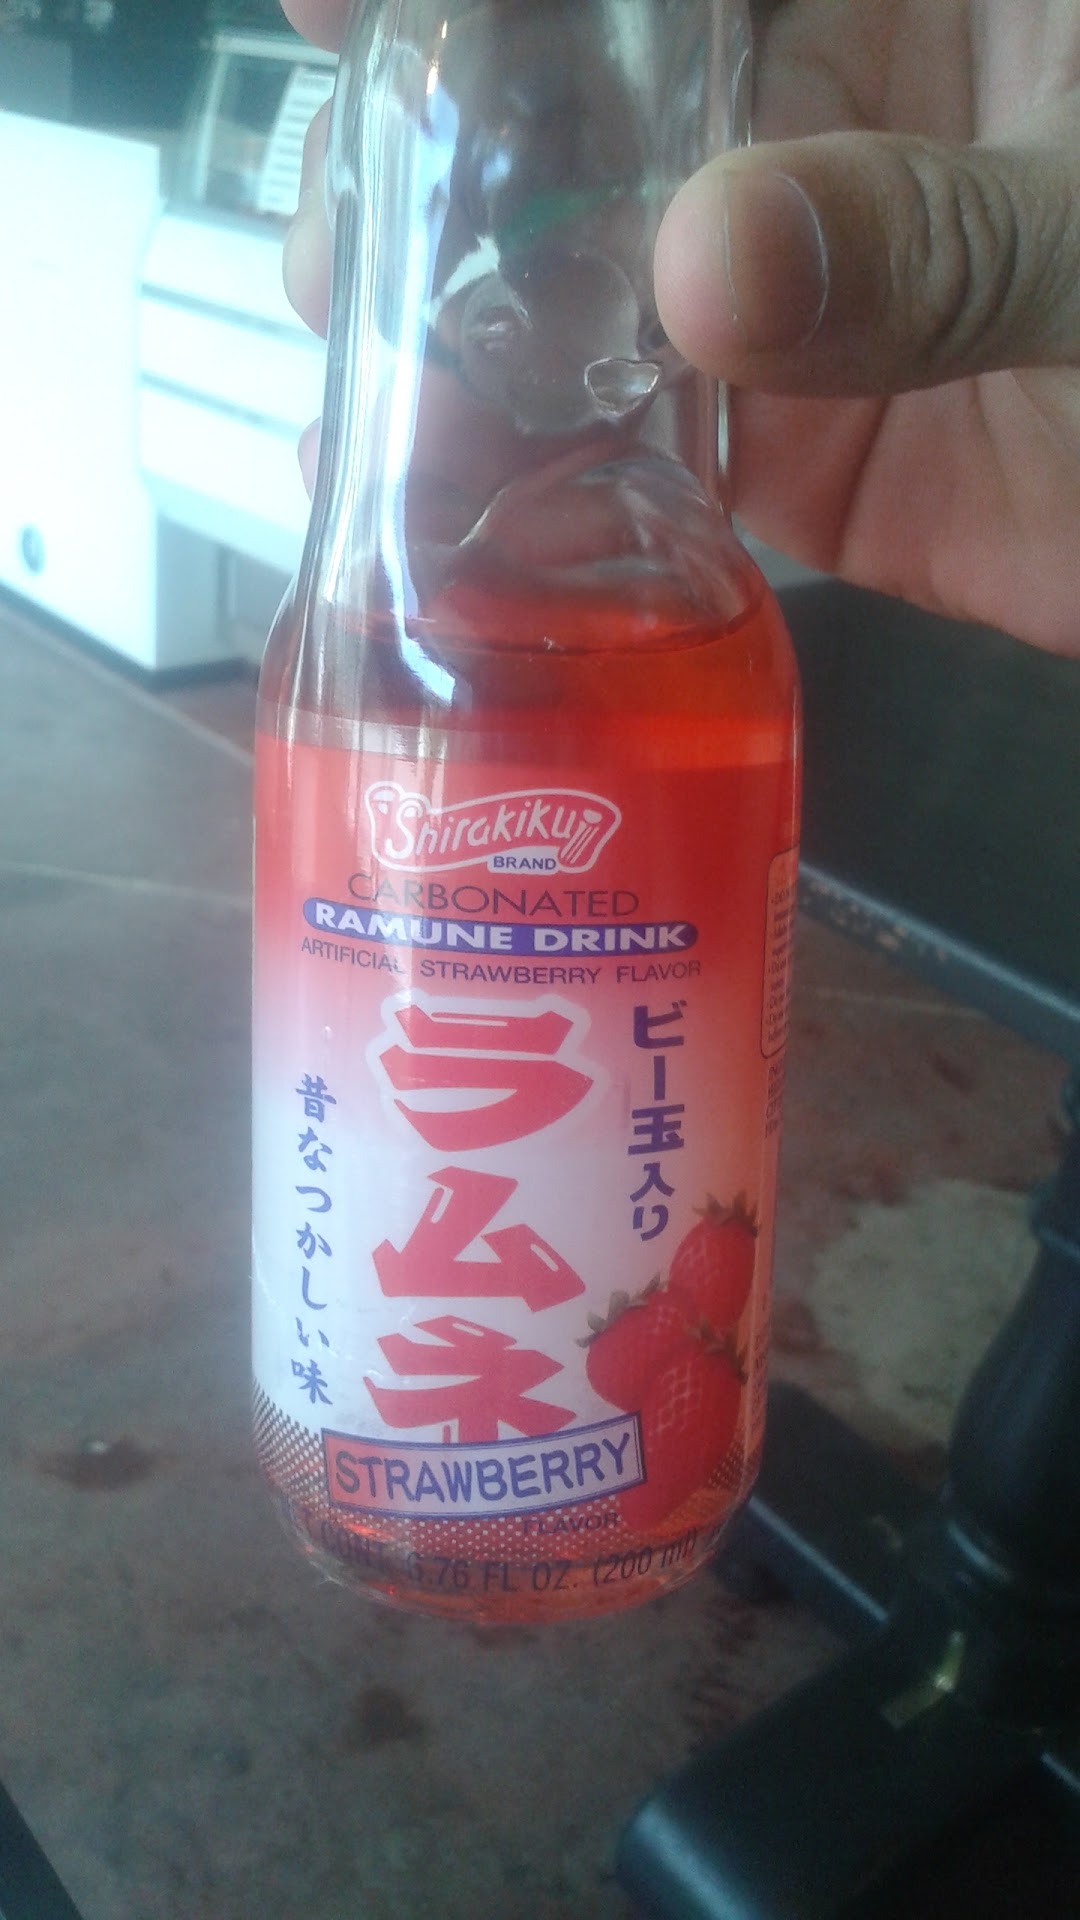 Shirakiku
BRAND
CARBONATED
RAMUNE DRINK
ARTIFICIAL STRAWBERRY FLAVOR
ラムネ
ビー玉入り
昔なつかしい味
STRAWBERRY
FLAVOR
CONT. 6.76 FL OZ. (200 ml)